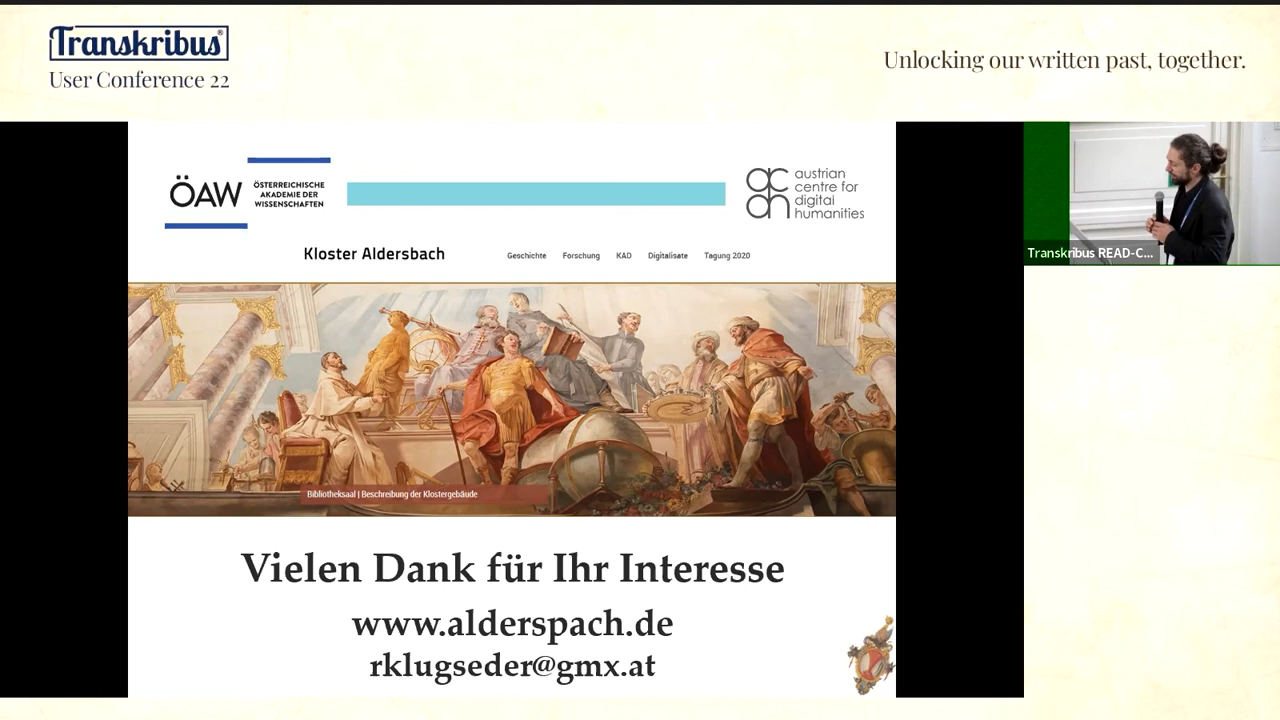 Transkribus®
User Conference 22
Unlocking our written past, together.
ÖAW
ÖSTERREICHISCHE
AKADEMIE DER
WISSENSCHAFTEN
acdh
austrian
centre for
digital
humanities
Kloster Aldersbach
Geschichte Forschung KAD Digitalisate Tagung 2020
Transkribus READ-C...
Bibliotheksaal | Beschreibung der Klostergebäude
Vielen Dank für Ihr Interesse
www.alderspach.de
rklugseder@gmx.at